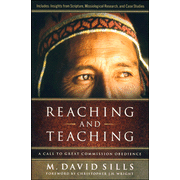 Includes: Insights from Scripture, Missiological Research, and Case Studies
REACHING
AND
TEACHING
A CALL TO GREAT COMMISSION OBEDIENCE
M. DAVID SILLS
FOREWORD BY CHRISTOPHER J.H. WRIGHT